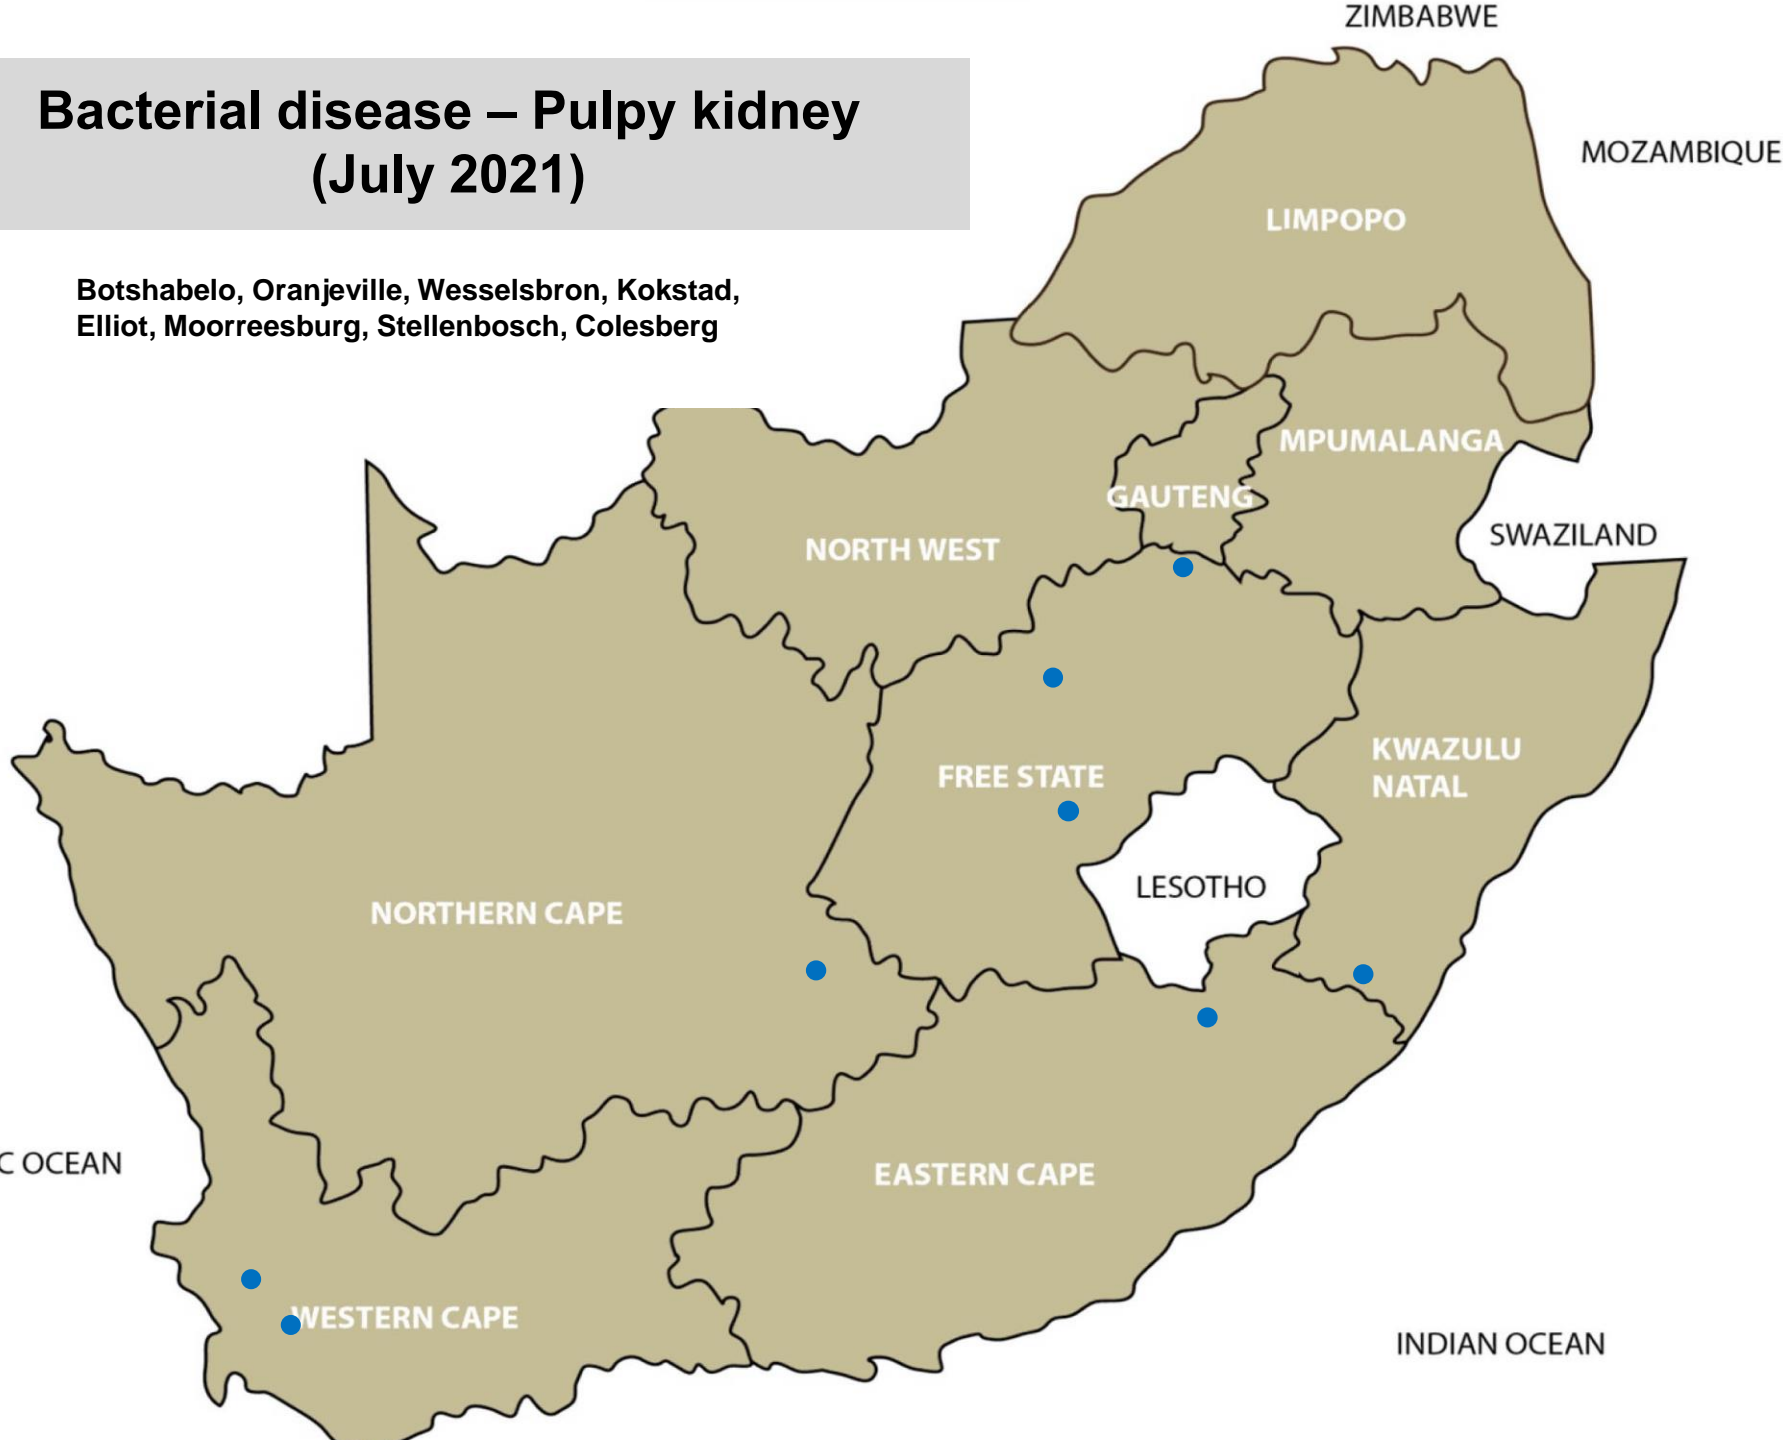 ZIMBABWE
Bacterial disease – Pulpy kidney
(July 2021)
MOZAMBIQUE
LIMPOPO
Botshabelo, Oranjeville, Wesselsbron, Kokstad,
Elliot, Moorreesburg, Stellenbosch, Colesberg
MPUMALANGA
GAUTENG
SWAZILAND
NORTH WEST
KWAZULU
NATAL
FREE STATE
LESOTHO
NORTHERN CAPE
C OCEAN
EASTERN CAPE
WESTERN CAPE
INDIAN OCEAN